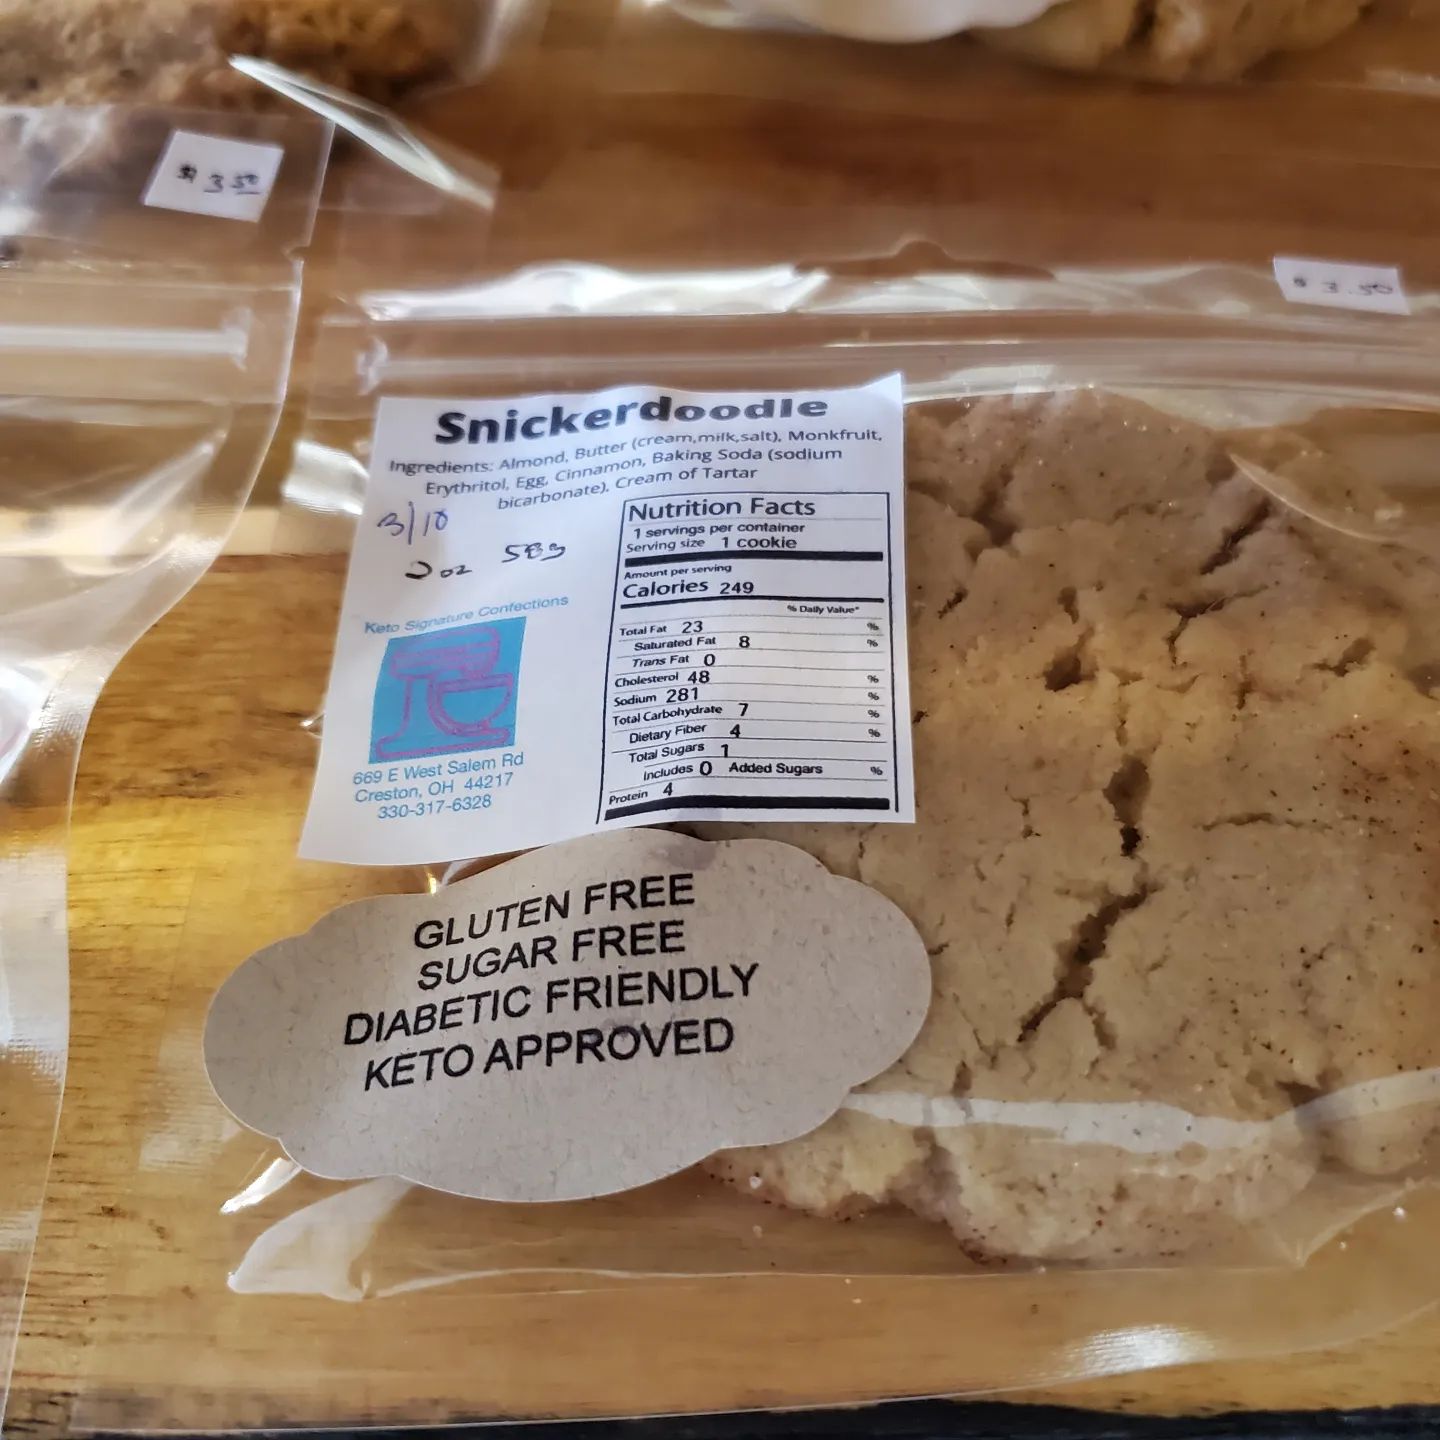 $ 3.50
$ 3.50
Snickerdoodle
Ingredients: Almond, Butter (cream,milk,salt), Monkfruit,
Erythritol, Egg, Cinnamon, Baking Soda (sodium
bicarbonate), Cream of Tartar
3/10
2 oz 58g
Keto Signature Confections
669 E West Salem Rd
Creston, OH 44217
330-317-6328
Nutrition Facts
1 servings per container
Serving size 1 cookie
Amount per serving
Calories 249
% Daily Value*
Total Fat 23 %
Saturated Fat 8 %
Trans Fat 0
Cholesterol 48 %
Sodium 281 %
Total Carbohydrate 7 %
Dietary Fiber 4 %
Total Sugars 1
Includes 0 Added Sugars %
Protein 4
GLUTEN FREE
SUGAR FREE
DIABETIC FRIENDLY
KETO APPROVED